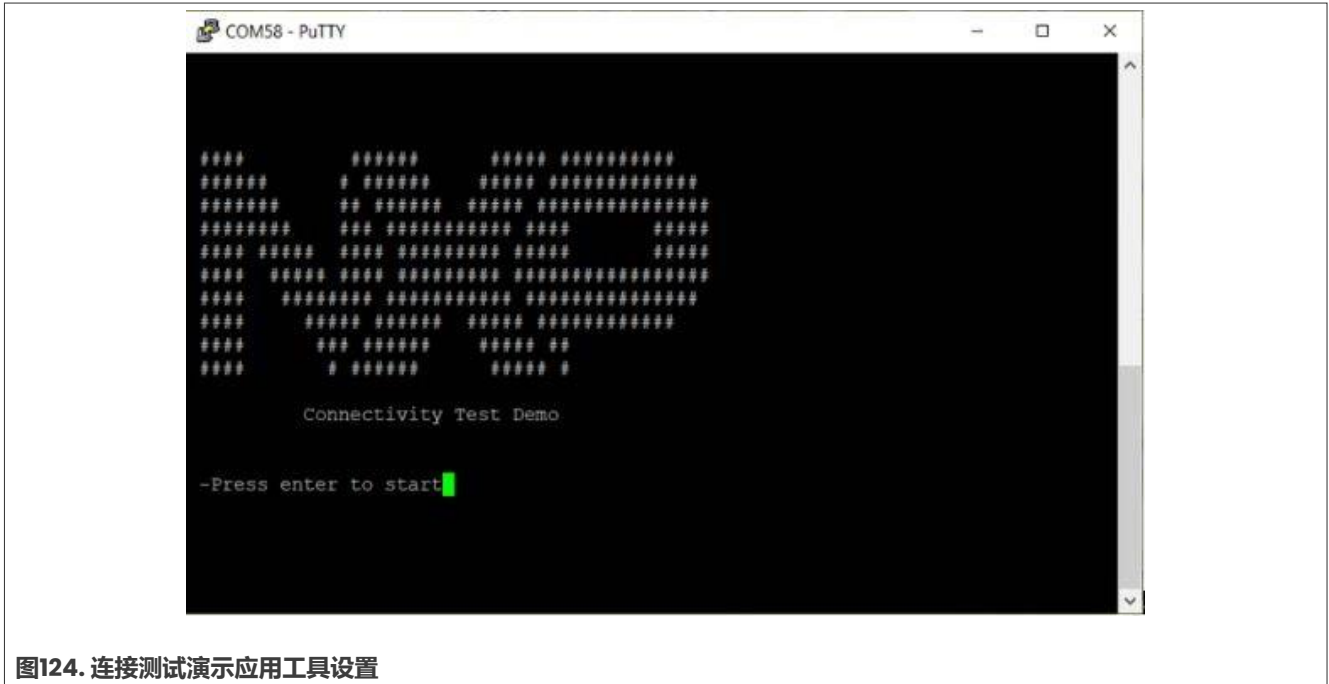 COM58 - PuTTY
####         ######      ##### ##########
######      # ######    ##### #############
#######     ## ######  ##### ###############
########    ### ########### ####       #####
#### #####  #### ######### #####       #####
####  ##### #### ######### #################
####   ######## ########### ###############
####     ##### ######  ##### ############
####      ### ######    ##### ##
####       # ######      ##### #
Connectivity Test Demo
-Press enter to start
图124. 连接测试演示应用工具设置